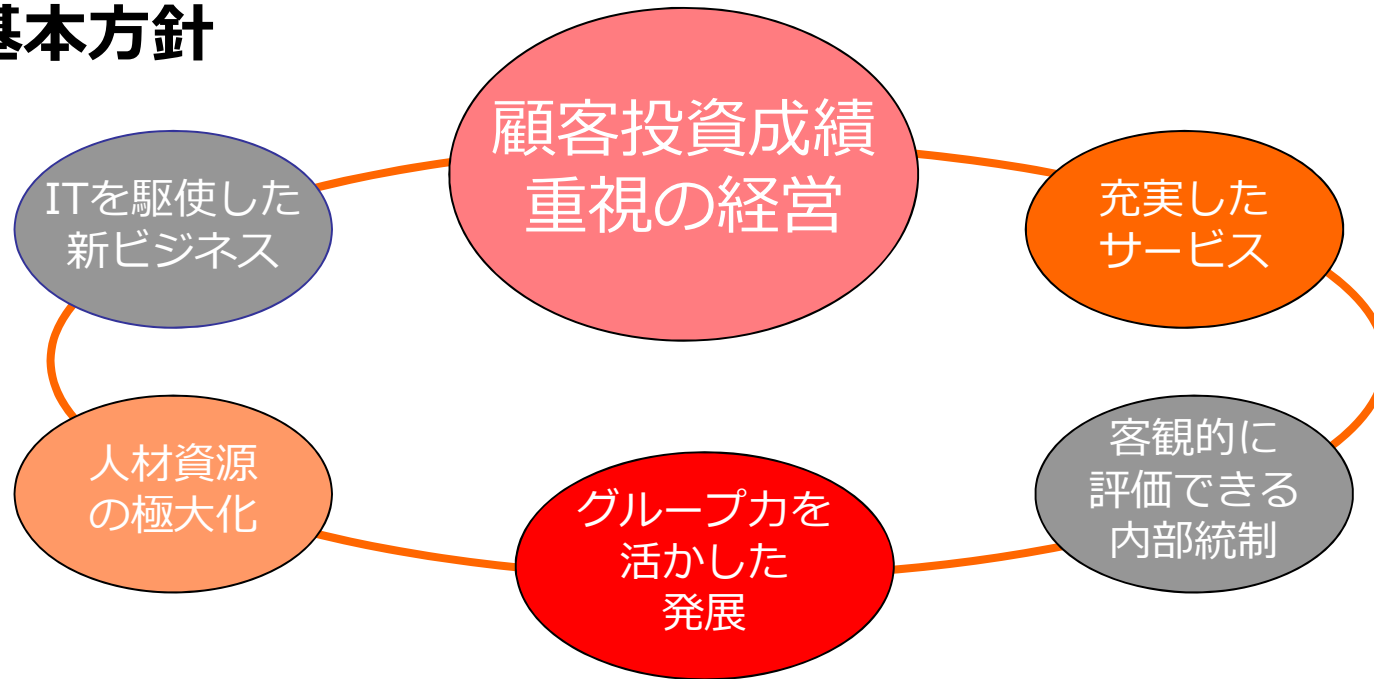 基本方針
顧客投資成績
重視の経営
ITを駆使した
新ビジネス
充実した
サービス
人材資源
の極大化
グループ力を
活かした
発展
客観的に
評価できる
内部統制